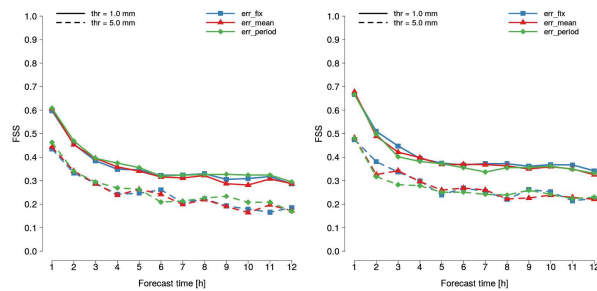 thr = 1.0 mm
thr = 5.0 mm
err_fix
err_mean
err_period
FSS
1.0
0.9
0.8
0.7
0.6
0.5
0.4
0.3
0.2
0.1
0.0
1 2 3 4 5 6 7 8 9 10 11 12
Forecast time [h]
thr = 1.0 mm
thr = 5.0 mm
err_fix
err_mean
err_period
FSS
1.0
0.9
0.8
0.7
0.6
0.5
0.4
0.3
0.2
0.1
0.0
1 2 3 4 5 6 7 8 9 10 11 12
Forecast time [h]